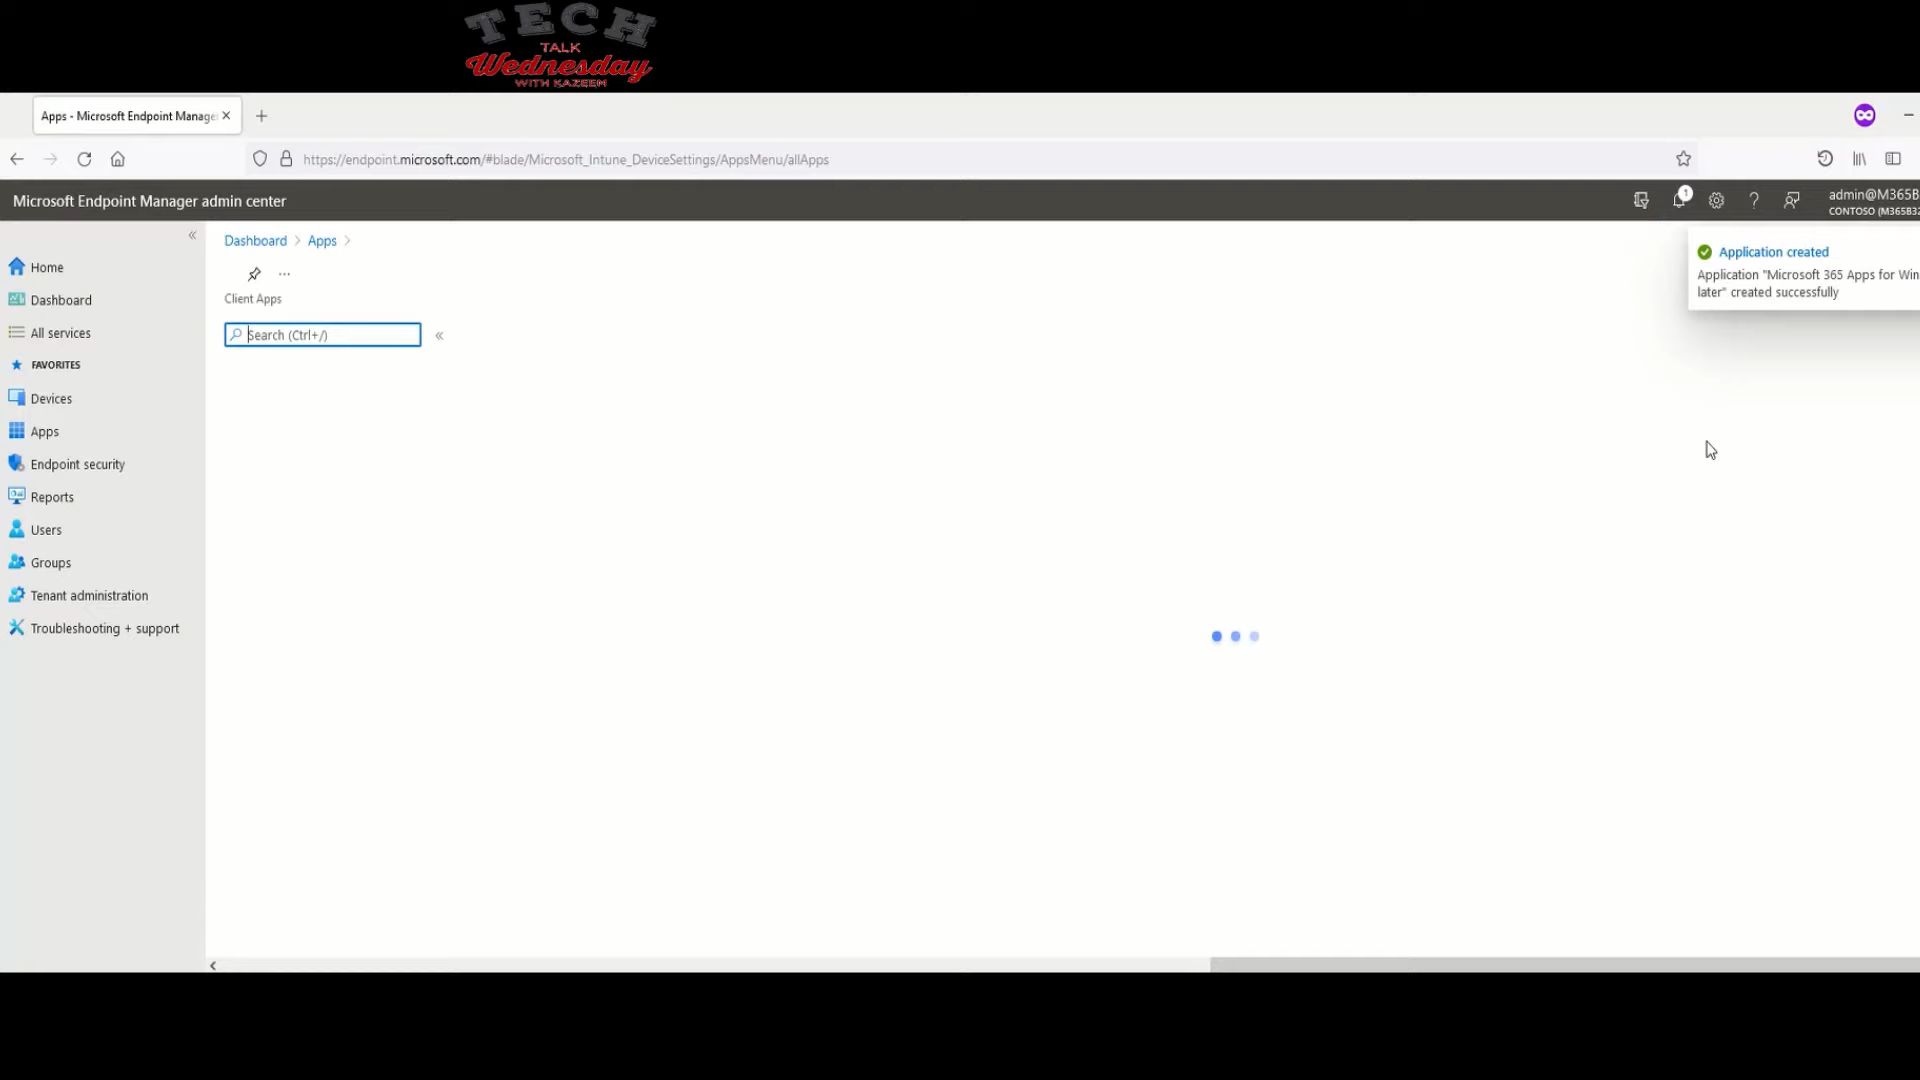 TECH
TALK
Wednesday
WITH KAZEEM
Apps - Microsoft Endpoint Manage
https://endpoint.microsoft.com/#blade/Microsoft_Intune_DeviceSettings/AppsMenu/allApps
Microsoft Endpoint Manager admin center
1
admin@M365B
CONTOSO (M365B32
Dashboard > Apps >
Client Apps
Search (Ctrl+/)
Home
Dashboard
All services
FAVORITES
Devices
Apps
Endpoint security
Reports
Users
Groups
Tenant administration
Troubleshooting + support
Application created
Application "Microsoft 365 Apps for Win
later" created successfully